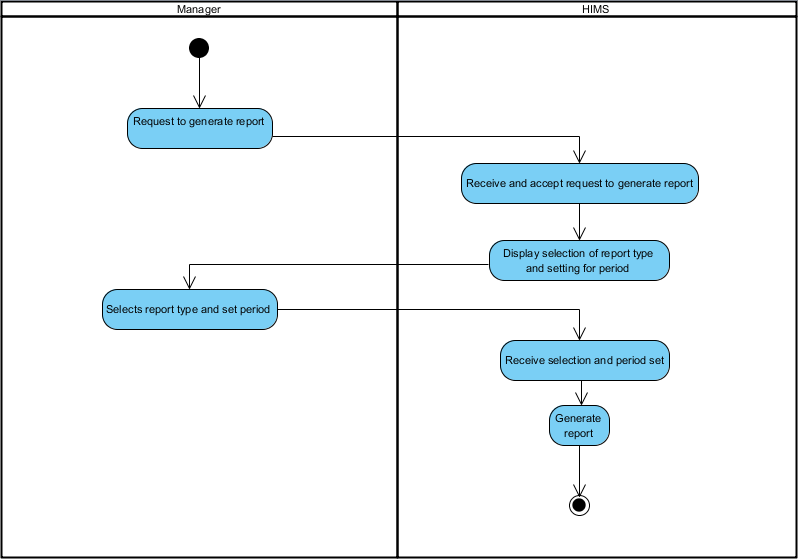 Manager
HIMS
Request to generate report
Receive and accept request to generate report
Display selection of report type
and setting for period
Selects report type and set period
Receive selection and period set
Generate
report